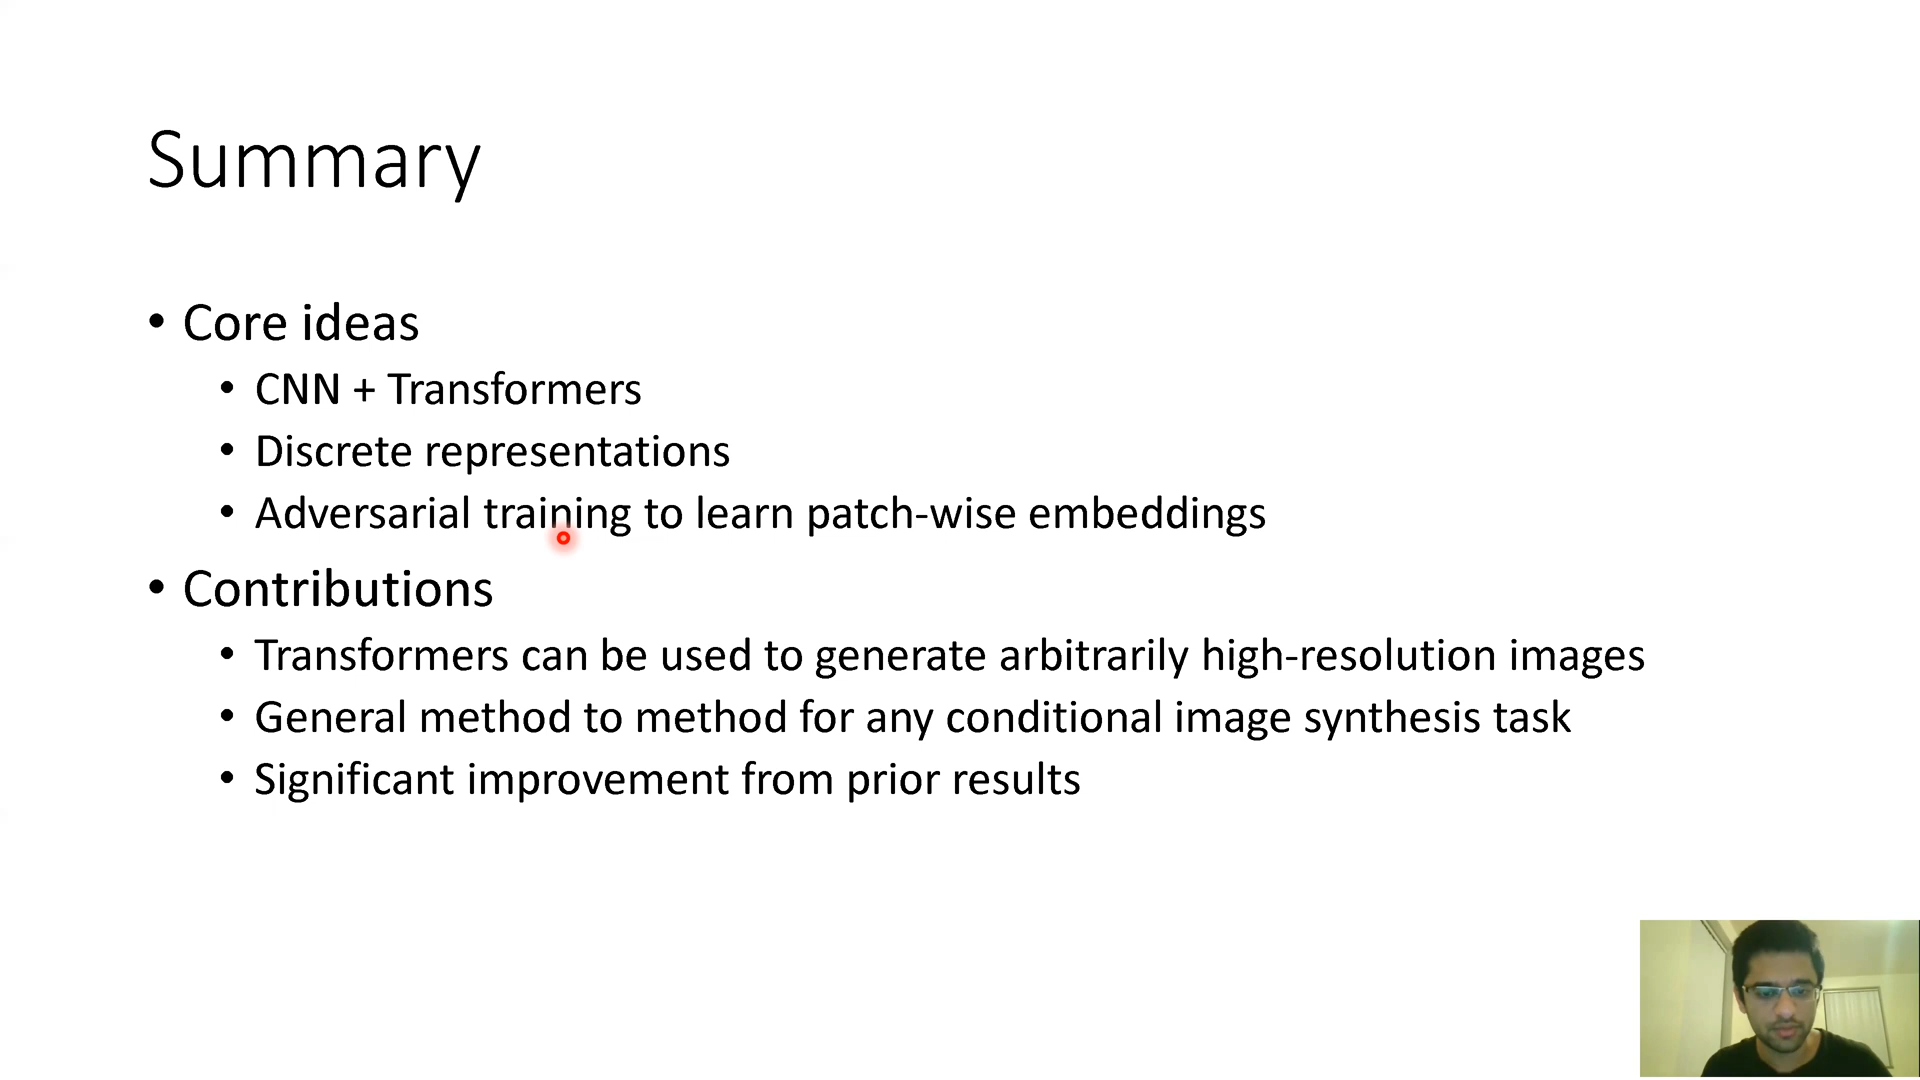 Summary
• Core ideas
• CNN + Transformers
• Discrete representations
• Adversarial training to learn patch-wise embeddings
• Contributions
• Transformers can be used to generate arbitrarily high-resolution images
• General method to method for any conditional image synthesis task
• Significant improvement from prior results